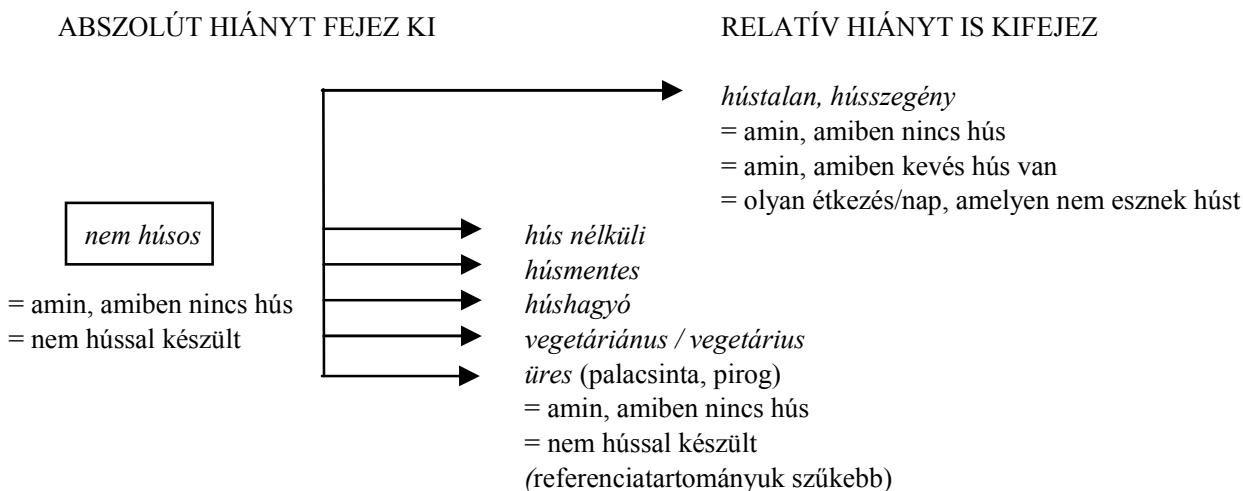 ABSZOLÚT HIÁNYT FEJEZ KI
RELATÍV HIÁNYT IS KIFEJEZ
hústalan, hússzegény
= amin, amiben nincs hús
= amin, amiben kevés hús van
= olyan étkezés/nap, amelyen nem esznek húst
nem húsos
= amin, amiben nincs hús
= nem hússal készült
hús nélküli
húsmentes
húshagyó
vegetáriánus / vegetárius
üres (palacsinta, pirog)
= amin, amiben nincs hús
= nem hússal készült
(referenciatartományuk szűkebb)